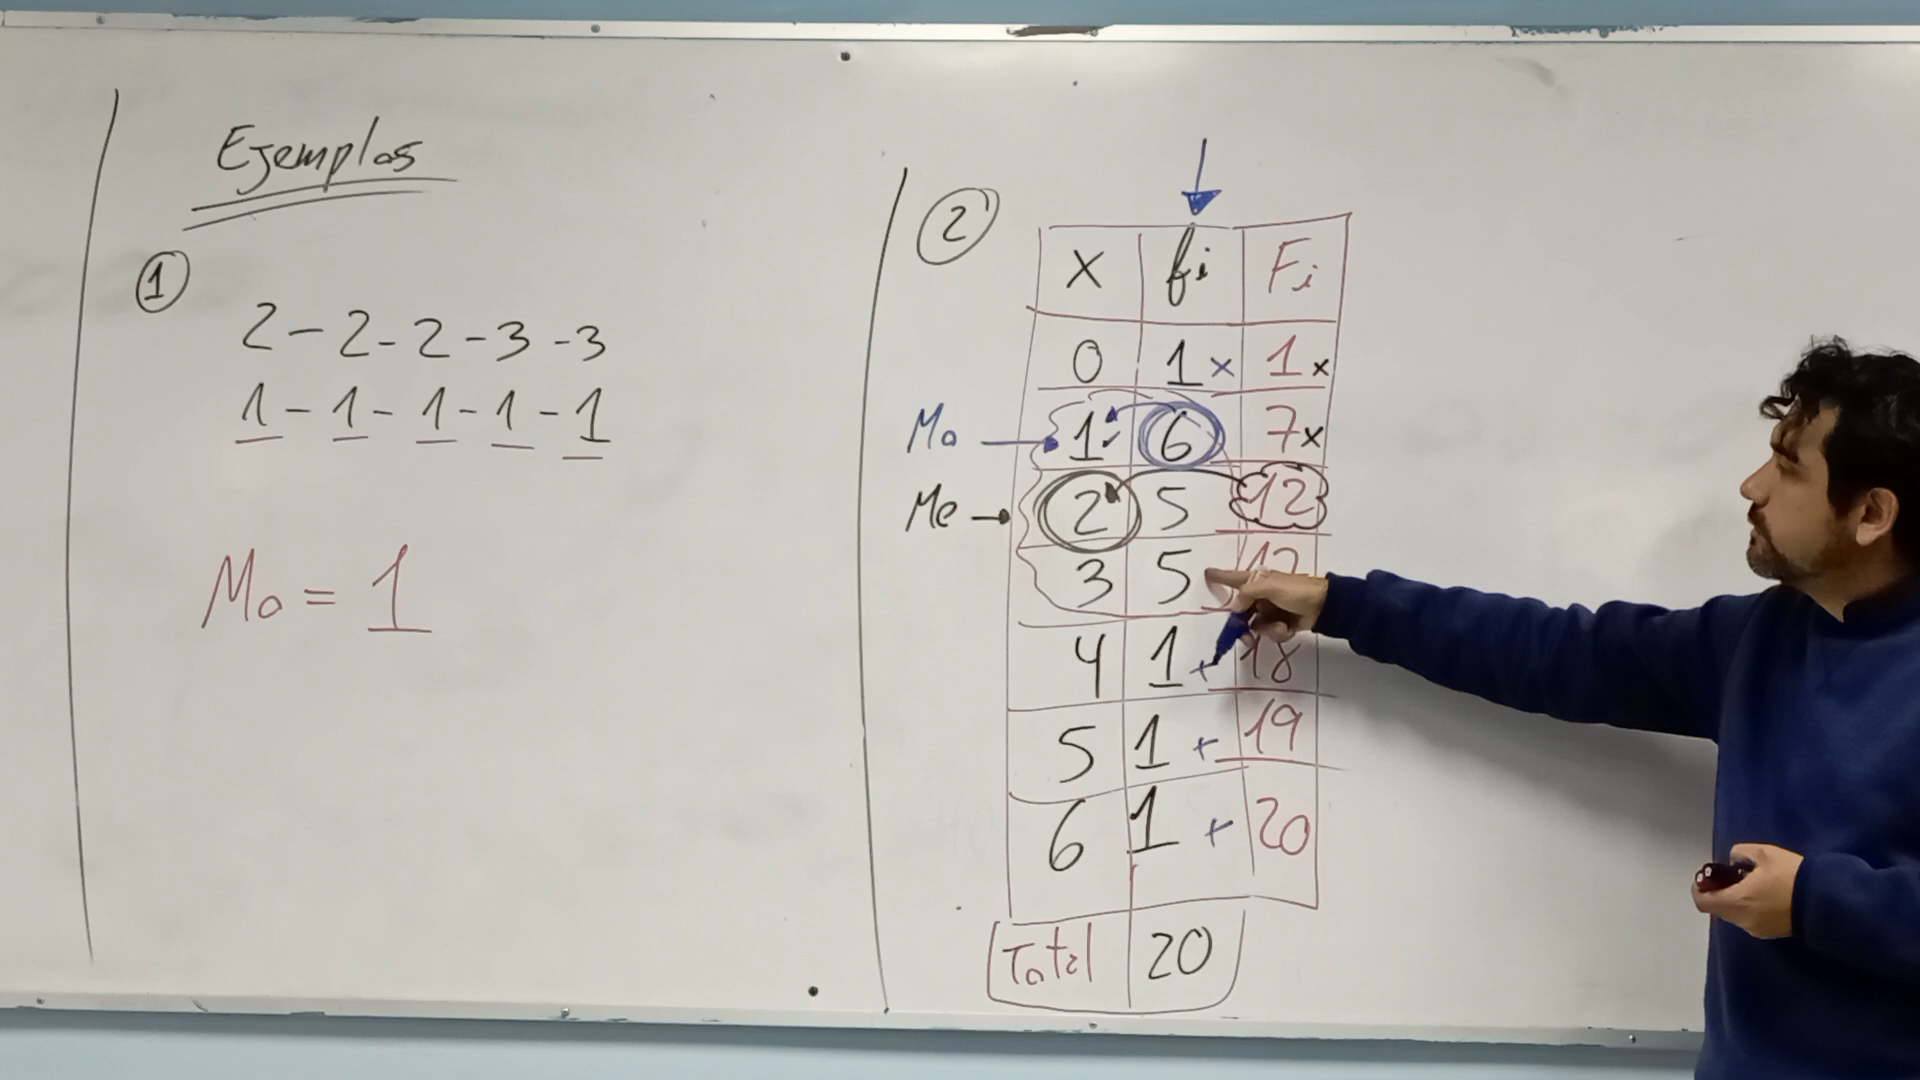 Ejemplos
1
2 - 2 - 2 - 3 - 3
1 - 1 - 1 - 1 - 1
Mo = 1
2
x fi Fi
0 1 x 1 x
Mo 1 6 7 x
Me 2 5 12
3 5 17
4 1 + 18
5 1 + 19
6 1 + 20
Total 20